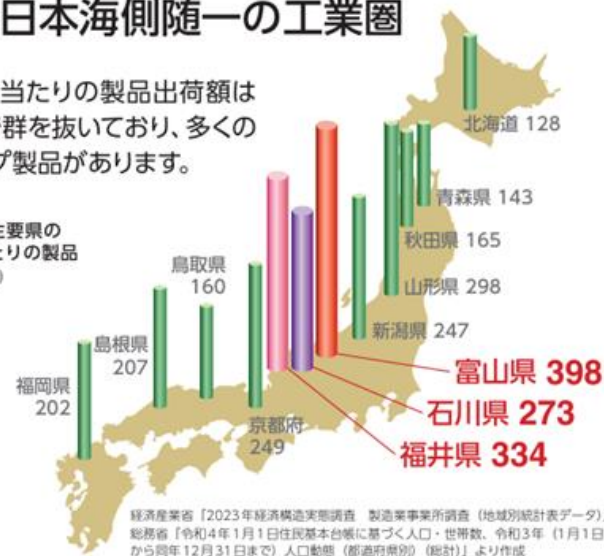 日本海側随一の工業圏
当たりの製品出荷額は
群を抜いており、多くの
プ製品があります。
主要県の
たりの製品
北海道 128
青森県 143
秋田県 165
山形県 298
新潟県 247
富山県 398
石川県 273
福井県 334
鳥取県
160
島根県
207
福岡県
202
京都府
249
経済産業省「2023年経済構造実態調査 製造業事業所調査(地域別統計表データ)
総務省「令和4年1月1日住民基本台帳に基づく人口・世帯数、令和3年(1月1日
から同年12月31日まで)人口動態(都道府県別)(総計)」より作